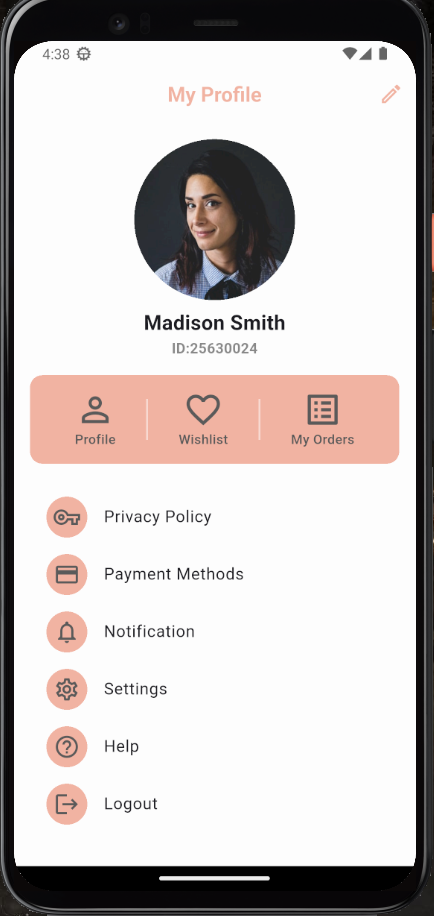 4:38
My Profile
Madison Smith
ID:25630024
Profile Wishlist My Orders
Privacy Policy
Payment Methods
Notification
Settings
Help
Logout